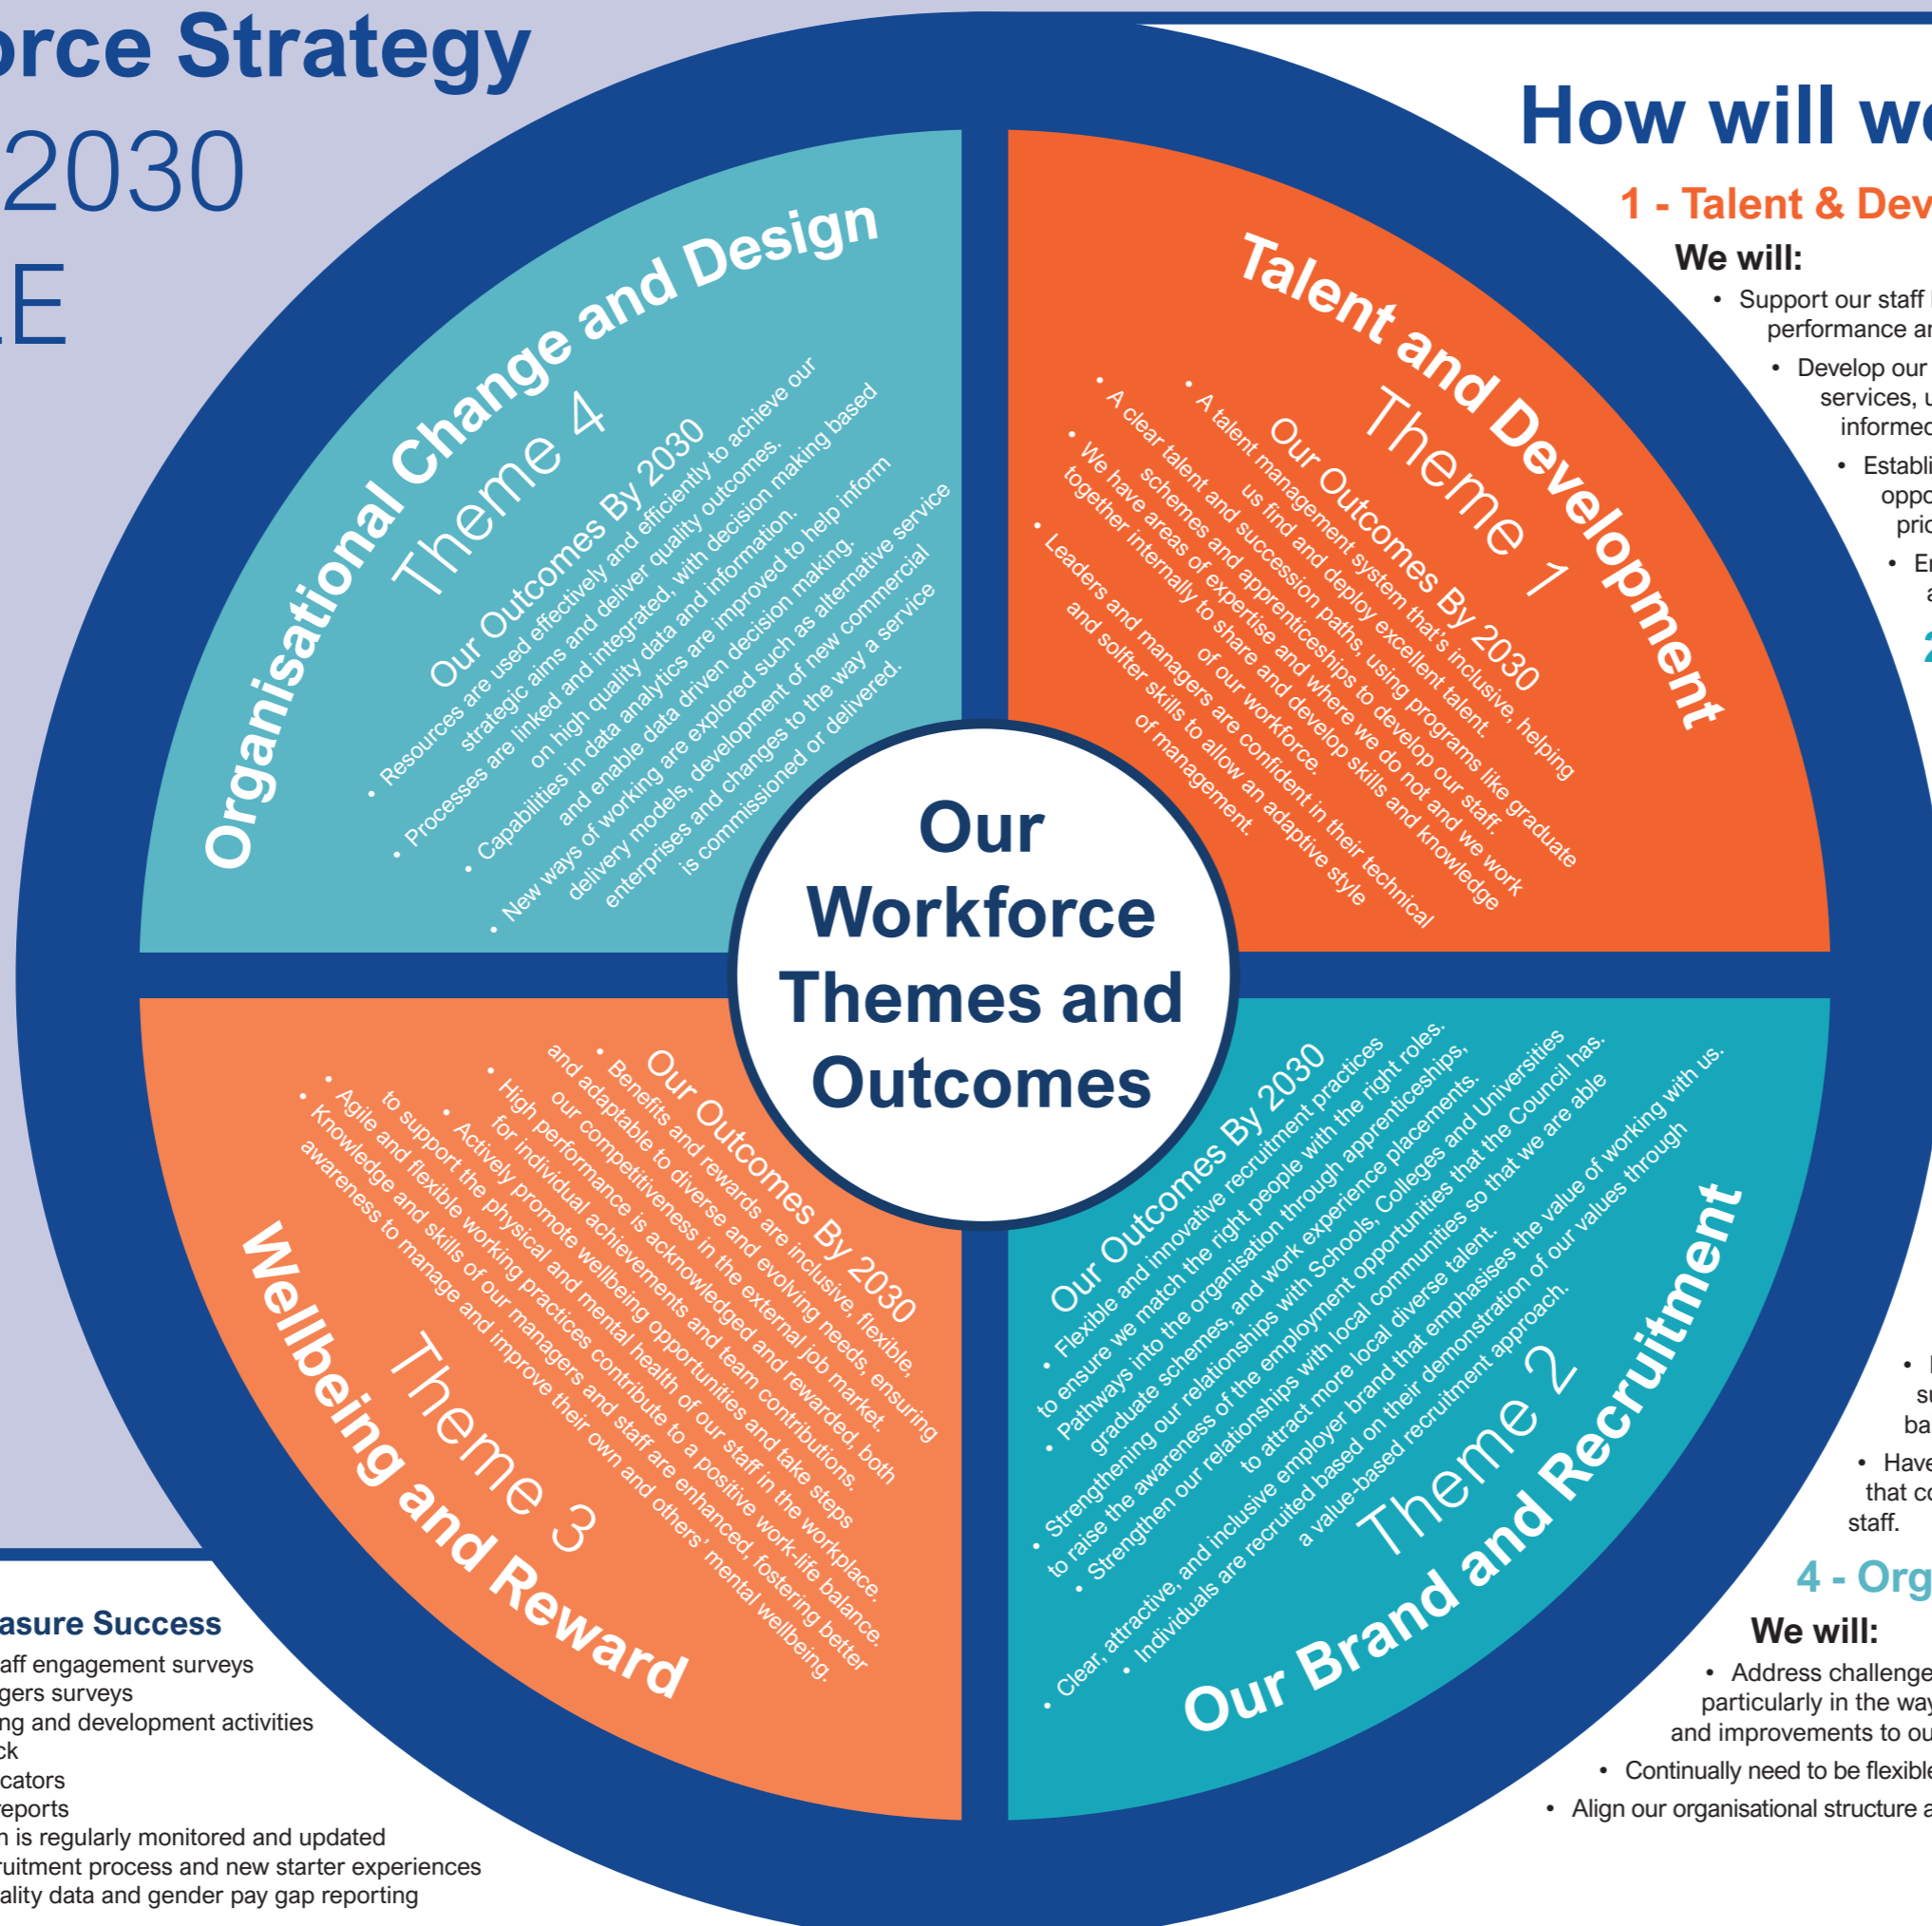 orce Strategy
2030
LE
Organisational Change and Design
Theme 4
Our Outcomes By 2030
• Resources are used effectively and efficiently to achieve our
strategic aims and deliver quality outcomes.
• Processes are linked and integrated, with decision making based
on high quality data and information.
• Capabilities in data analytics are improved to help inform
and enable data driven decision making.
• New ways of working are explored such as alternative service
delivery models, development of new commercial
enterprises and changes to the way a service
is commissioned or delivered.
Talent and Development
Theme 1
Our Outcomes By 2030
• A talent management system that's inclusive, helping
us find and deploy excellent talent.
• A clear talent and succession paths, using programs like graduate
schemes and apprenticeships to develop our staff.
• We have areas of expertise and where we do not and we work
together internally to share and develop skills and knowledge
of our workforce.
• Leaders and managers are confident in their technical
and solfter skills to allow an adaptive style
of management.
Our
Workforce
Themes and
Outcomes
Our Outcomes By 2030
• Benefits and rewards are inclusive, flexible,
and adaptable to diverse and evolving needs, ensuring
our competitiveness in the external job market.
• High performance is acknowledged and rewarded, both
for individual achievements and team contributions.
• Actively promote wellbeing opportunities and take steps
to support the physical and mental health of our staff in the workplace.
• Agile and flexible working practices contribute to a positive work-life balance.
• Knowledge and skills of our managers and staff are enhanced, fostering better
awareness to manage and improve their own and others' mental wellbeing.
Theme 3
Wellbeing and Reward
Our Outcomes By 2030
• Flexible and innovative recruitment practices
to ensure we match the right people with the right roles.
• Pathways into the organisation through apprenticeships,
graduate schemes, and work experience placements.
• Strengthening our relationships with Schools, Colleges and Universities
to raise the awareness of the employment opportunities that the Council has.
• Strengthen our relationships with local communities so that we are able
to attract more local diverse talent.
• Clear, attractive, and inclusive employer brand that emphasises the value of working with us.
• Individuals are recruited based on their demonstration of our values through
a value-based recruitment approach.
Theme 2
Our Brand and Recruitment
How will we
1 - Talent & Dev
We will:
• Support our staff
performance an
• Develop our
services, u
informed
• Establi
oppo
prio
• En
a
2
su
ba
• Have
that co
staff.
4 - Org
We will:
• Address challenge
particularly in the way
and improvements to ou
• Continually need to be flexible
• Align our organisational structure a
asure Success
aff engagement surveys
gers surveys
ing and development activities
ck
cators
reports
n is regularly monitored and updated
ruitment process and new starter experiences
ality data and gender pay gap reporting